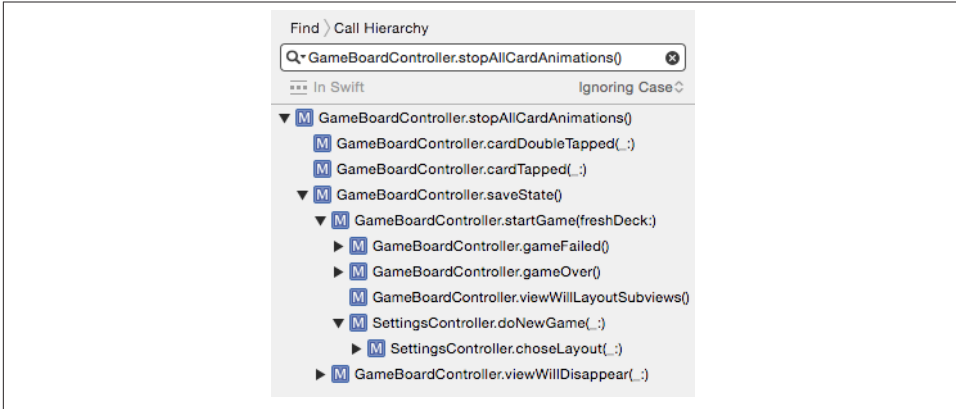 Find 〉 Call Hierarchy
GameBoardController.stopAllCardAnimations()
In Swift Ignoring Case
M GameBoardController.stopAllCardAnimations()
M GameBoardController.cardDoubleTapped(_:)
M GameBoardController.cardTapped(_:)
M GameBoardController.saveState()
M GameBoardController.startGame(freshDeck:)
M GameBoardController.gameFailed()
M GameBoardController.gameOver()
M GameBoardController.viewWillLayoutSubviews()
M SettingsController.doNewGame(_:)
M SettingsController.choseLayout(_:)
M GameBoardController.viewWillDisappear(_:)